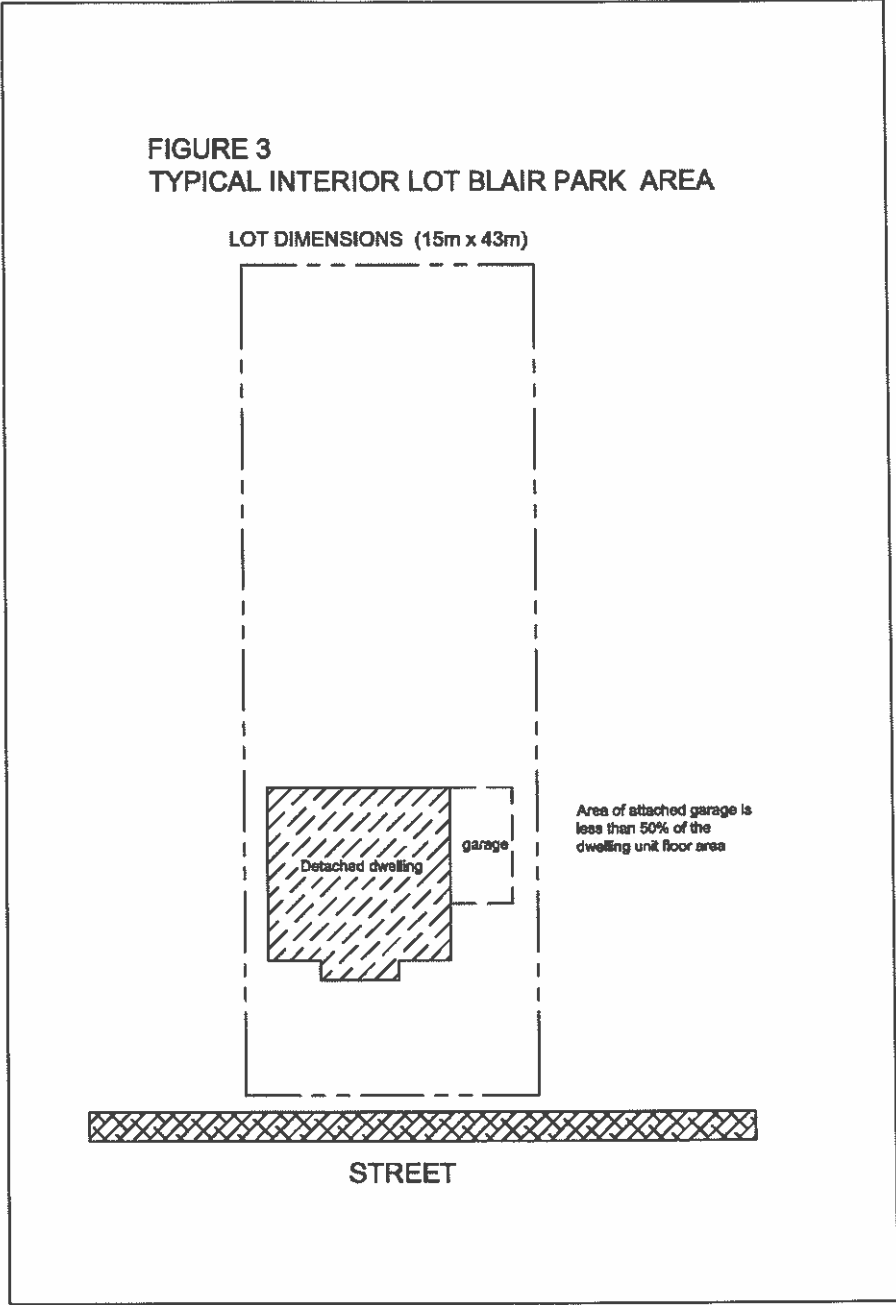 FIGURE 3
TYPICAL INTERIOR LOT BLAIR PARK AREA
LOT DIMENSIONS (15m x 43m)
Area of attached garage is
less than 50% of the
dwelling unit floor area
garage
Detached dwelling
STREET